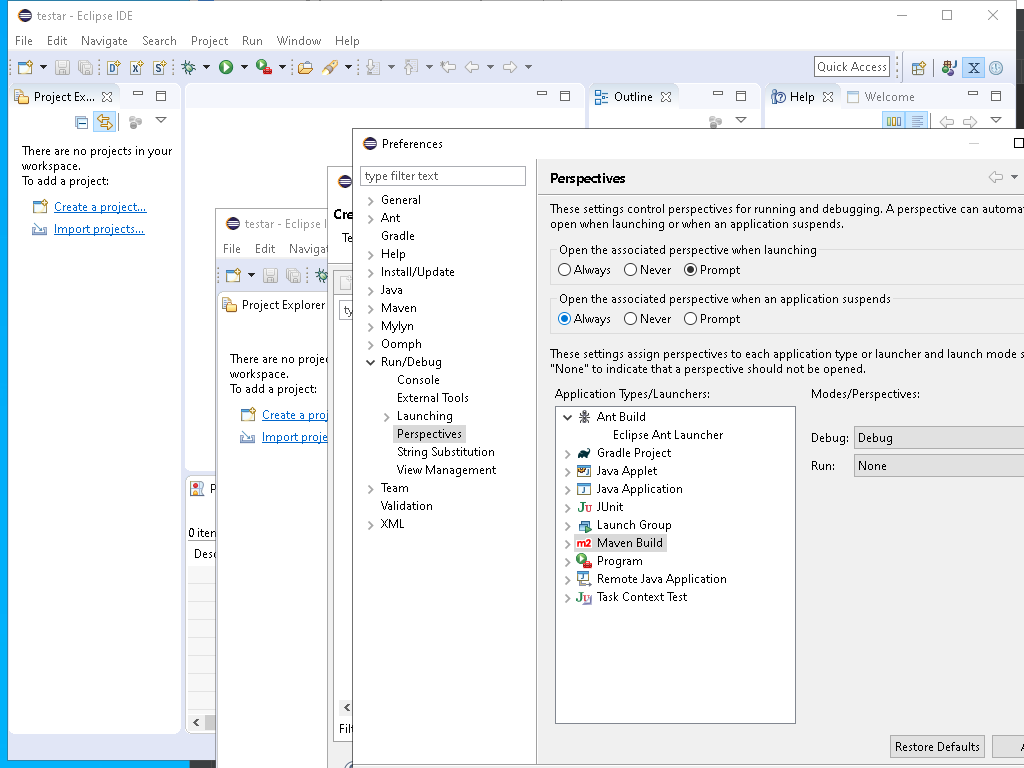 testar - Eclipse IDE
File Edit Navigate Search Project Run Window Help
Quick Access
Project Ex...
Outline
Help
Welcome
There are no projects in your
workspace.
To add a project:
Create a project...
Import projects...
testar - Eclipse I
File Edit Naviga
Project Explorer
There are no projec
workspace.
To add a project:
Create a proj
Import proje
0 iten
Desc
Cre
Te
ty
Filt
Preferences
type filter text
General
Ant
Gradle
Help
Install/Update
Java
Maven
Mylyn
Oomph
Run/Debug
Console
External Tools
Launching
Perspectives
String Substitution
View Management
Team
Validation
XML
Perspectives
These settings control perspectives for running and debugging. A perspective can automa
open when launching or when an application suspends.
Open the associated perspective when launching
Always Never Prompt
Open the associated perspective when an application suspends
Always Never Prompt
These settings assign perspectives to each application type or launcher and launch mode s
"None" to indicate that a perspective should not be opened.
Application Types/Launchers:
Modes/Perspectives:
Ant Build
Eclipse Ant Launcher
Gradle Project
Java Applet
Java Application
JUnit
Launch Group
m2 Maven Build
Program
Remote Java Application
Task Context Test
Debug: Debug
Run: None
Restore Defaults
A